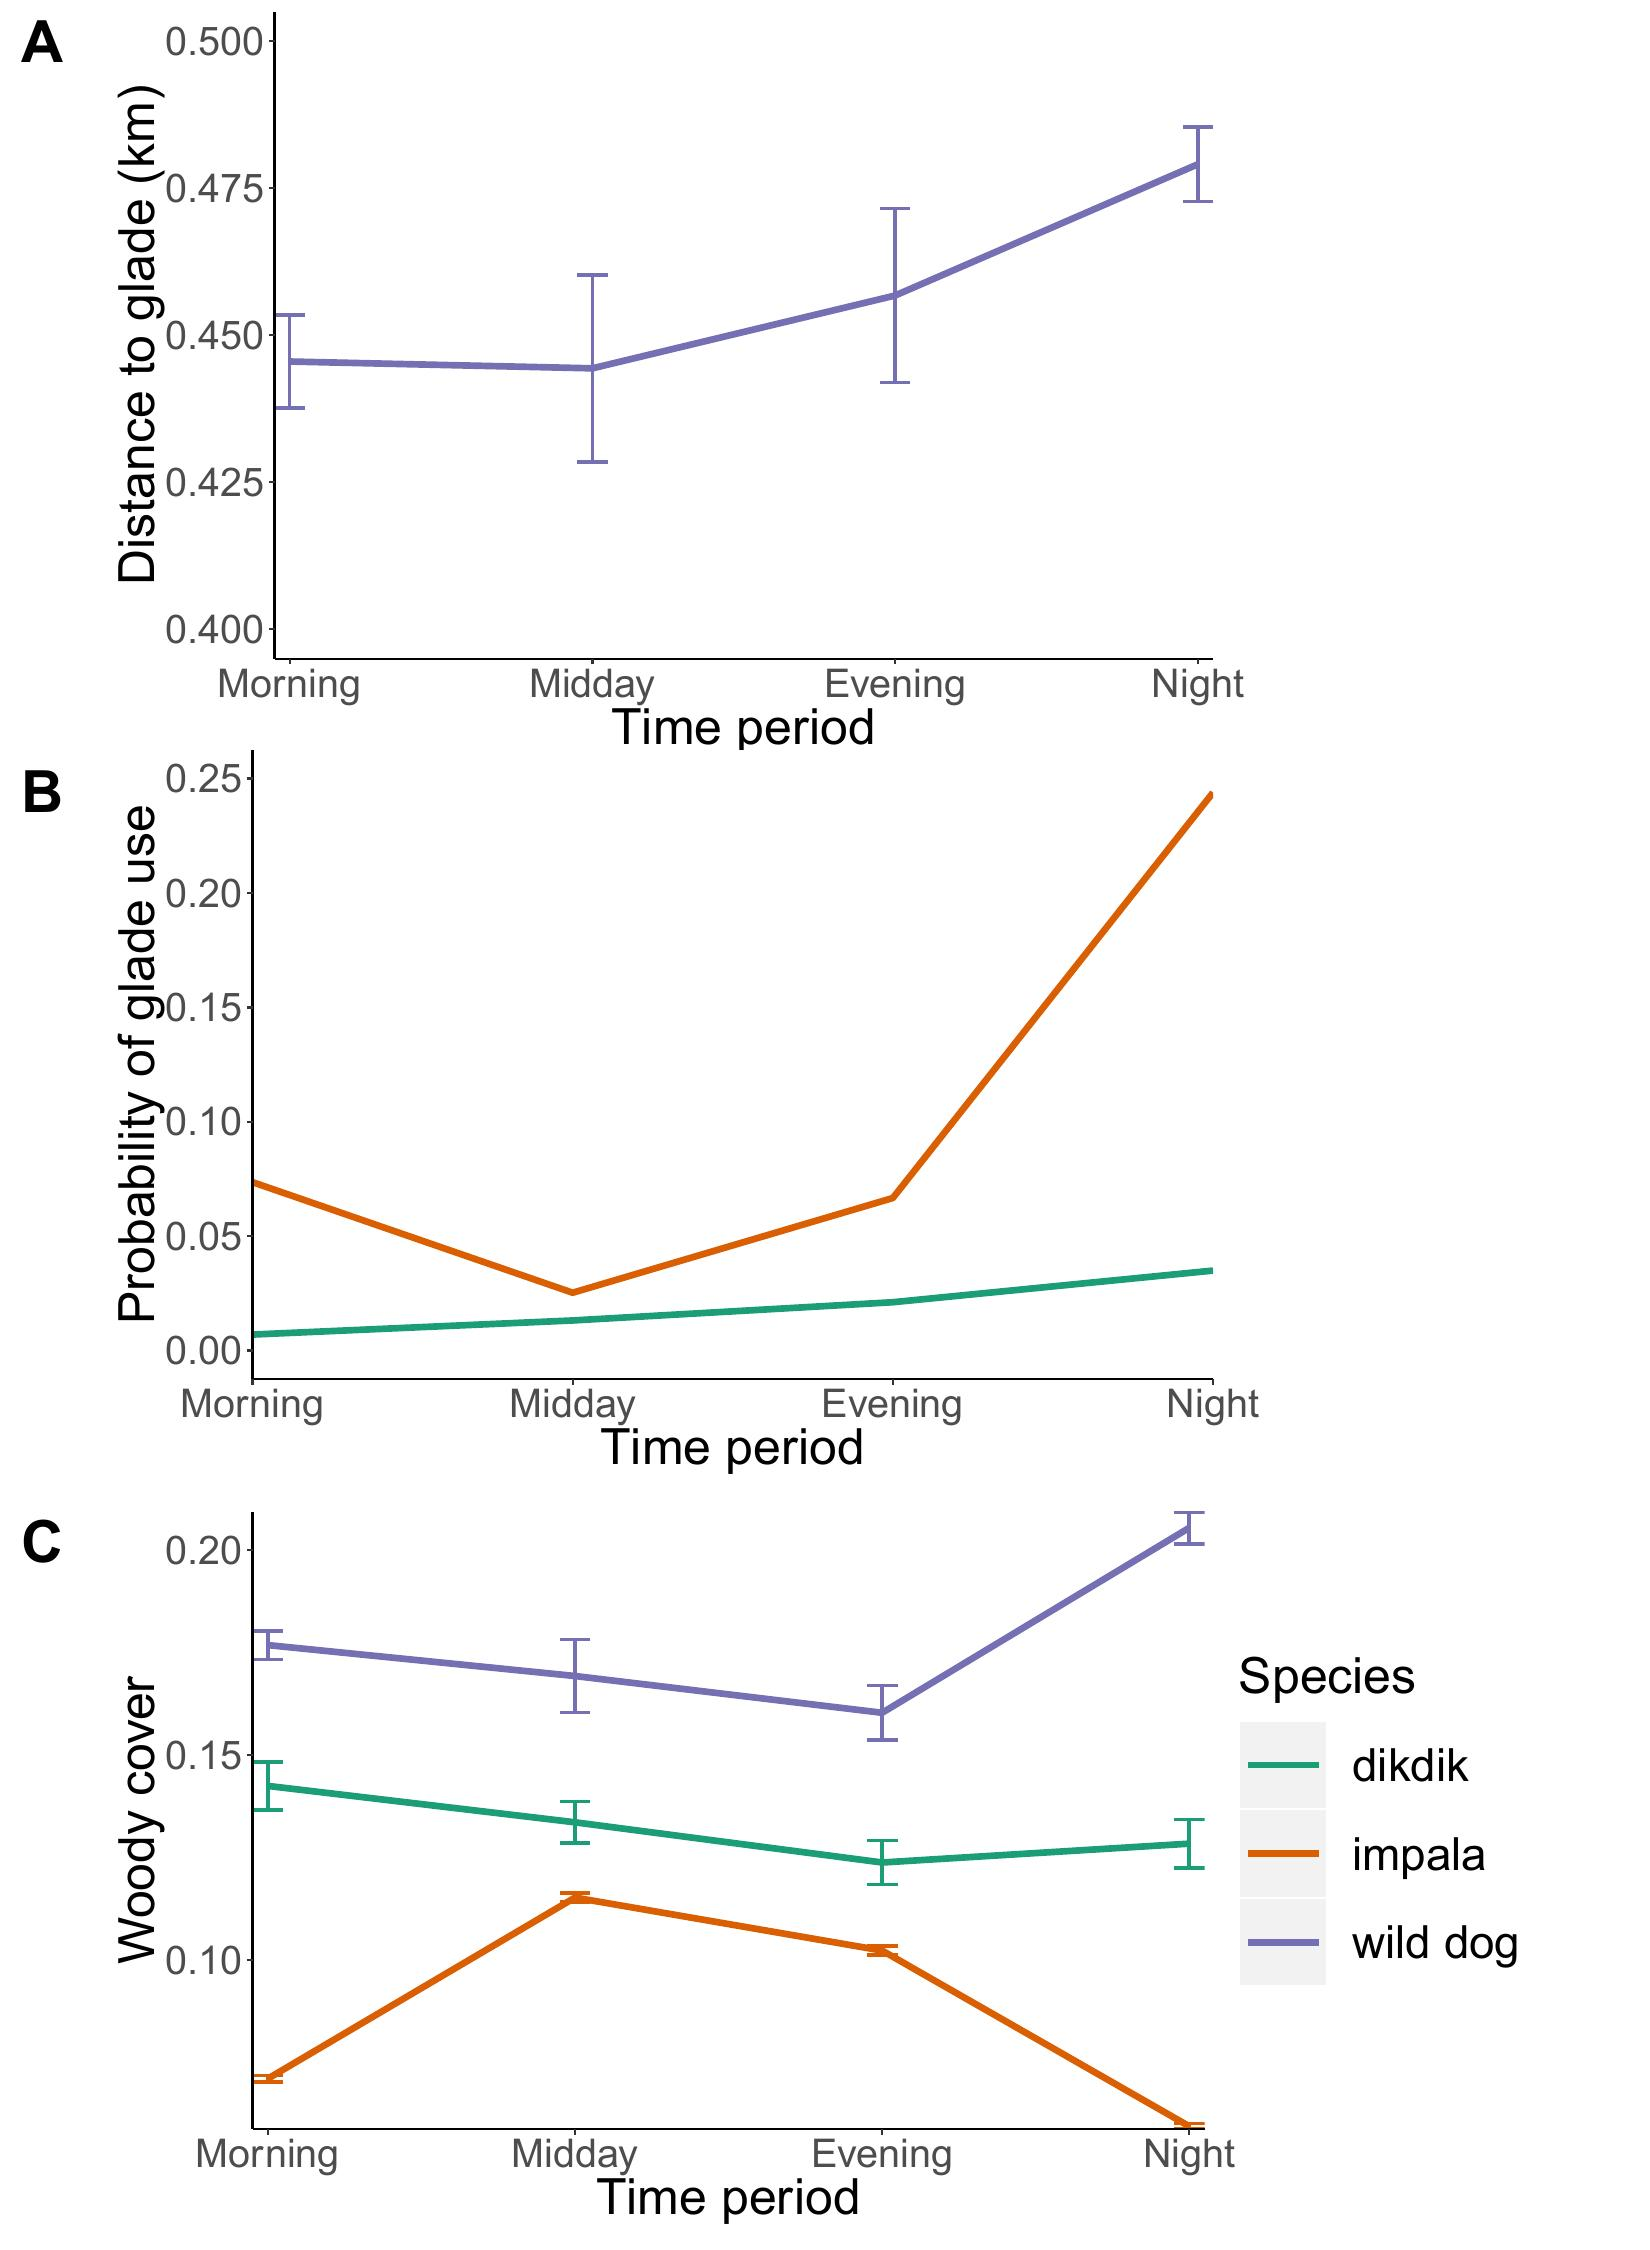 A
Distance to glade (km)
0.500
0.475
0.450
0.425
0.400
Morning Midday Evening Night
Time period
B
Probability of glade use
0.25
0.20
0.15
0.10
0.05
0.00
Morning Midday Evening Night
Time period
C
Woody cover
0.20
0.15
0.10
Morning Midday Evening Night
Time period
Species
dikdik
impala
wild dog